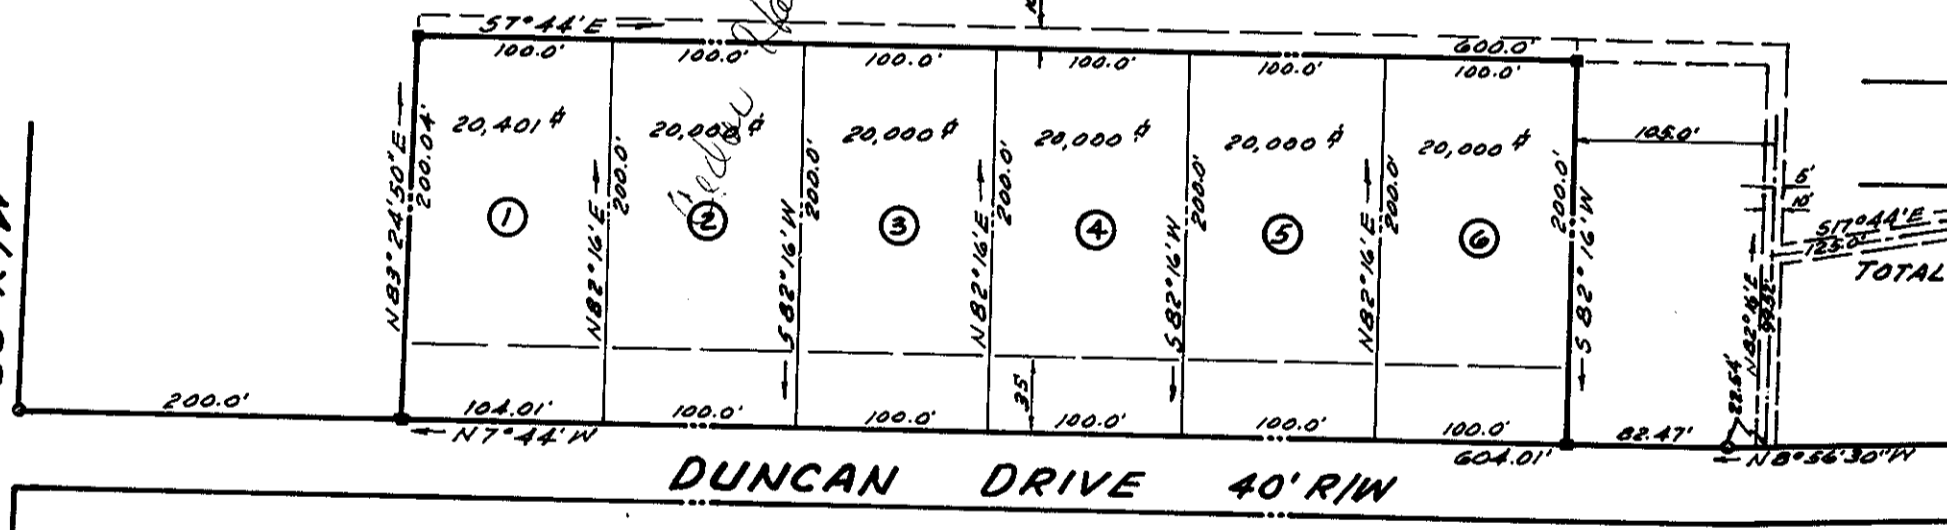 S7°44'E
600.0'
100.0' 100.0' 100.0' 100.0' 100.0' 100.0'
20,401 20,000 20,000 20,000 20,000 20,000
105.0'
N83°24'50"E
200.04'
N82°16'E
200.0'
S82°16'W
200.0'
N82°16'E
200.0'
S82°16'W
200.0'
N82°16'E
200.0'
S82°16'W
200.0'
1 2 3 4 5 6
5'
10'
S17°44'E
125.0'
TOTAL
N82°16'E
99.52'
22.54'
35'
200.0' 104.01' 100.0' 100.0' 100.0' 100.0' 100.0' 82.47'
N7°44'W
604.01'
N8°56'30"W
DUNCAN DRIVE 40' R/W
R/W